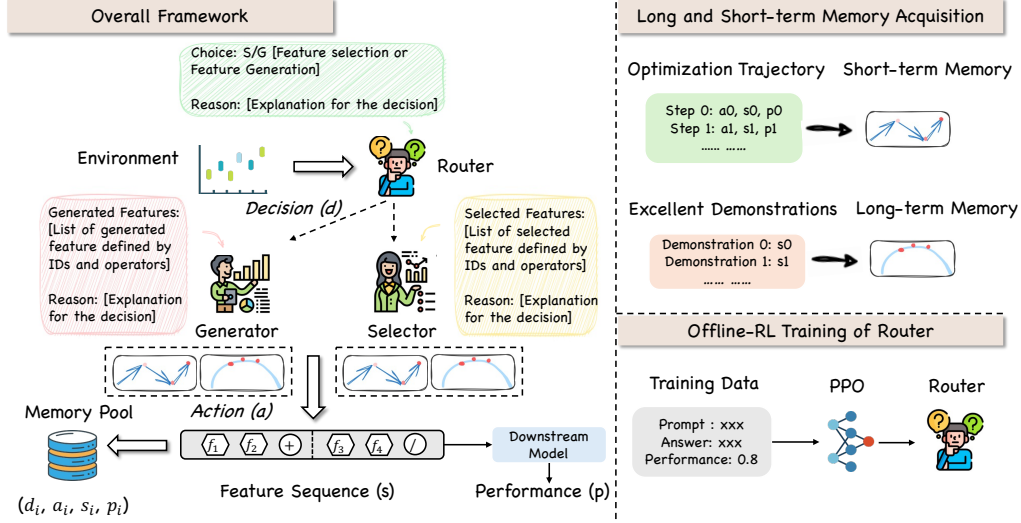 Overall Framework
Choice: S/G [Feature selection or
Feature Generation]
Reason: [Explanation for the decision]
Environment
Router
Decision (d)
Generated Features:
[List of generated
feature defined by
IDs and operators]
Reason: [Explanation
for the decision]
Selected Features:
[List of selected
feature defined by
IDs and operators]
Reason: [Explanation
for the decision]
Generator
Selector
Action (a)
Memory Pool
f₁ f₂ + f₃ f₄ /
Downstream
Model
Feature Sequence (s)
Performance (p)
(dᵢ, aᵢ, sᵢ, pᵢ)
Long and Short-term Memory Acquisition
Optimization Trajectory
Short-term Memory
Step 0: a0, s0, p0
Step 1: a1, s1, p1
...... ......
Excellent Demonstrations
Long-term Memory
Demonstration 0: s0
Demonstration 1: s1
...... ......
Offline-RL Training of Router
Training Data
PPO
Router
Prompt : xxx
Answer: xxx
Performance: 0.8